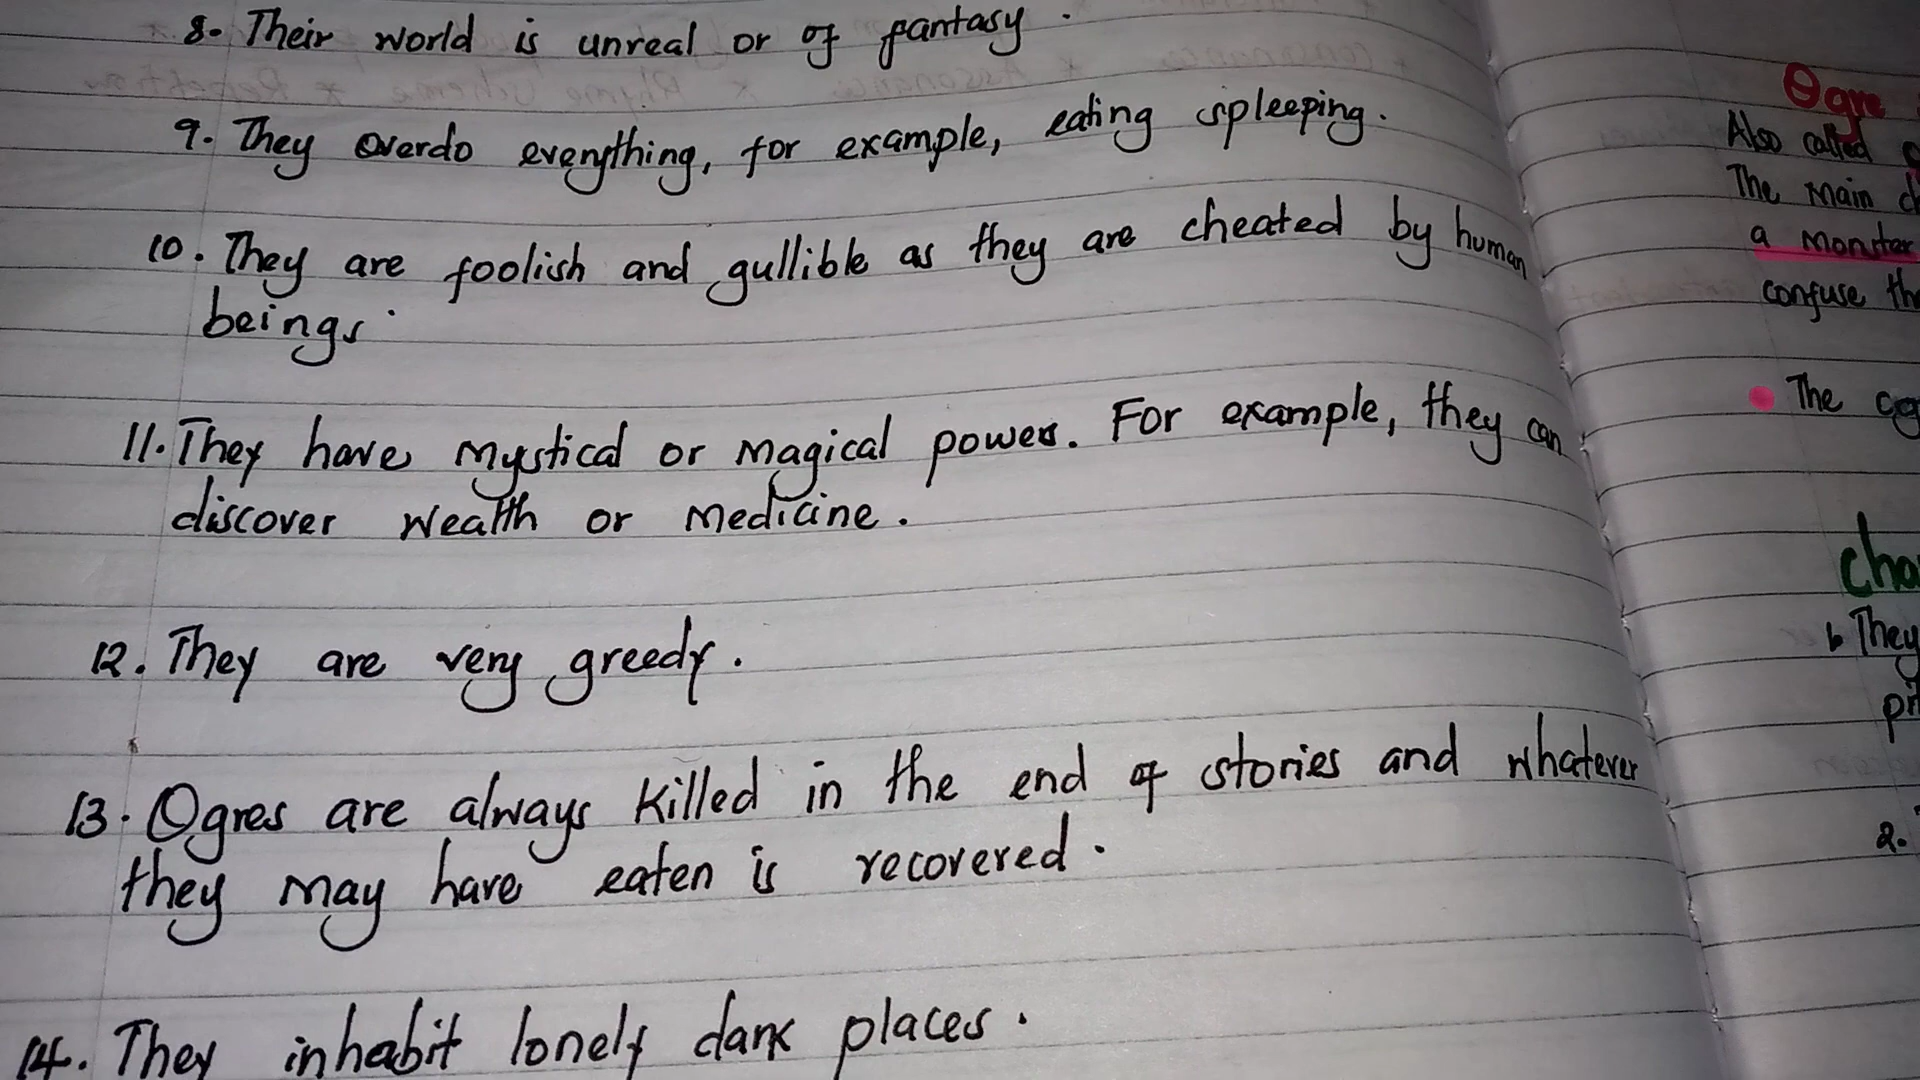 8. Their world is unreal or of fantasy.
9. They overdo everything, for example, eating spleeping.
10. They are foolish and gullible as they are cheated by human
beings.
11. They have mystical or magical power. For example, they can
discover wealth or medicine.
12. They are very greedy.
13. Ogres are always killed in the end of stories and whatever
they may have eaten is recovered.
14. They inhabit lonely dark places.
Ogre
Also called
The main
a monster
confuse
The
They
2.